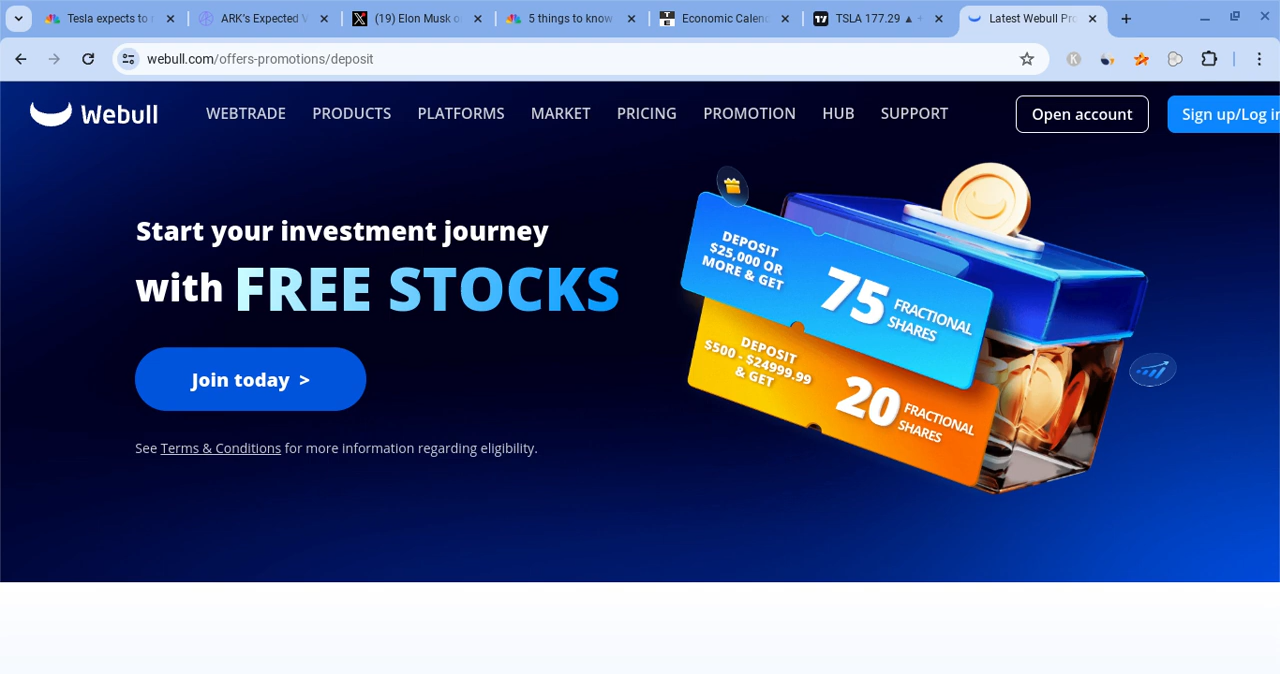 Tesla expects to
ARK's Expected V
(19) Elon Musk o
5 things to know
Economic Calend
TSLA 177.29 ▲
Latest Webull Pro
webull.com/offers-promotions/deposit
Webull
WEBTRADE
PRODUCTS
PLATFORMS
MARKET
PRICING
PROMOTION
HUB
SUPPORT
Open account
Sign up/Log in
Start your investment journey
with FREE STOCKS
Join today >
See Terms & Conditions for more information regarding eligibility.
DEPOSIT
$25,000 OR
MORE & GET
75 FRACTIONAL
SHARES
DEPOSIT
$500 - $24999.99
& GET
20 FRACTIONAL
SHARES